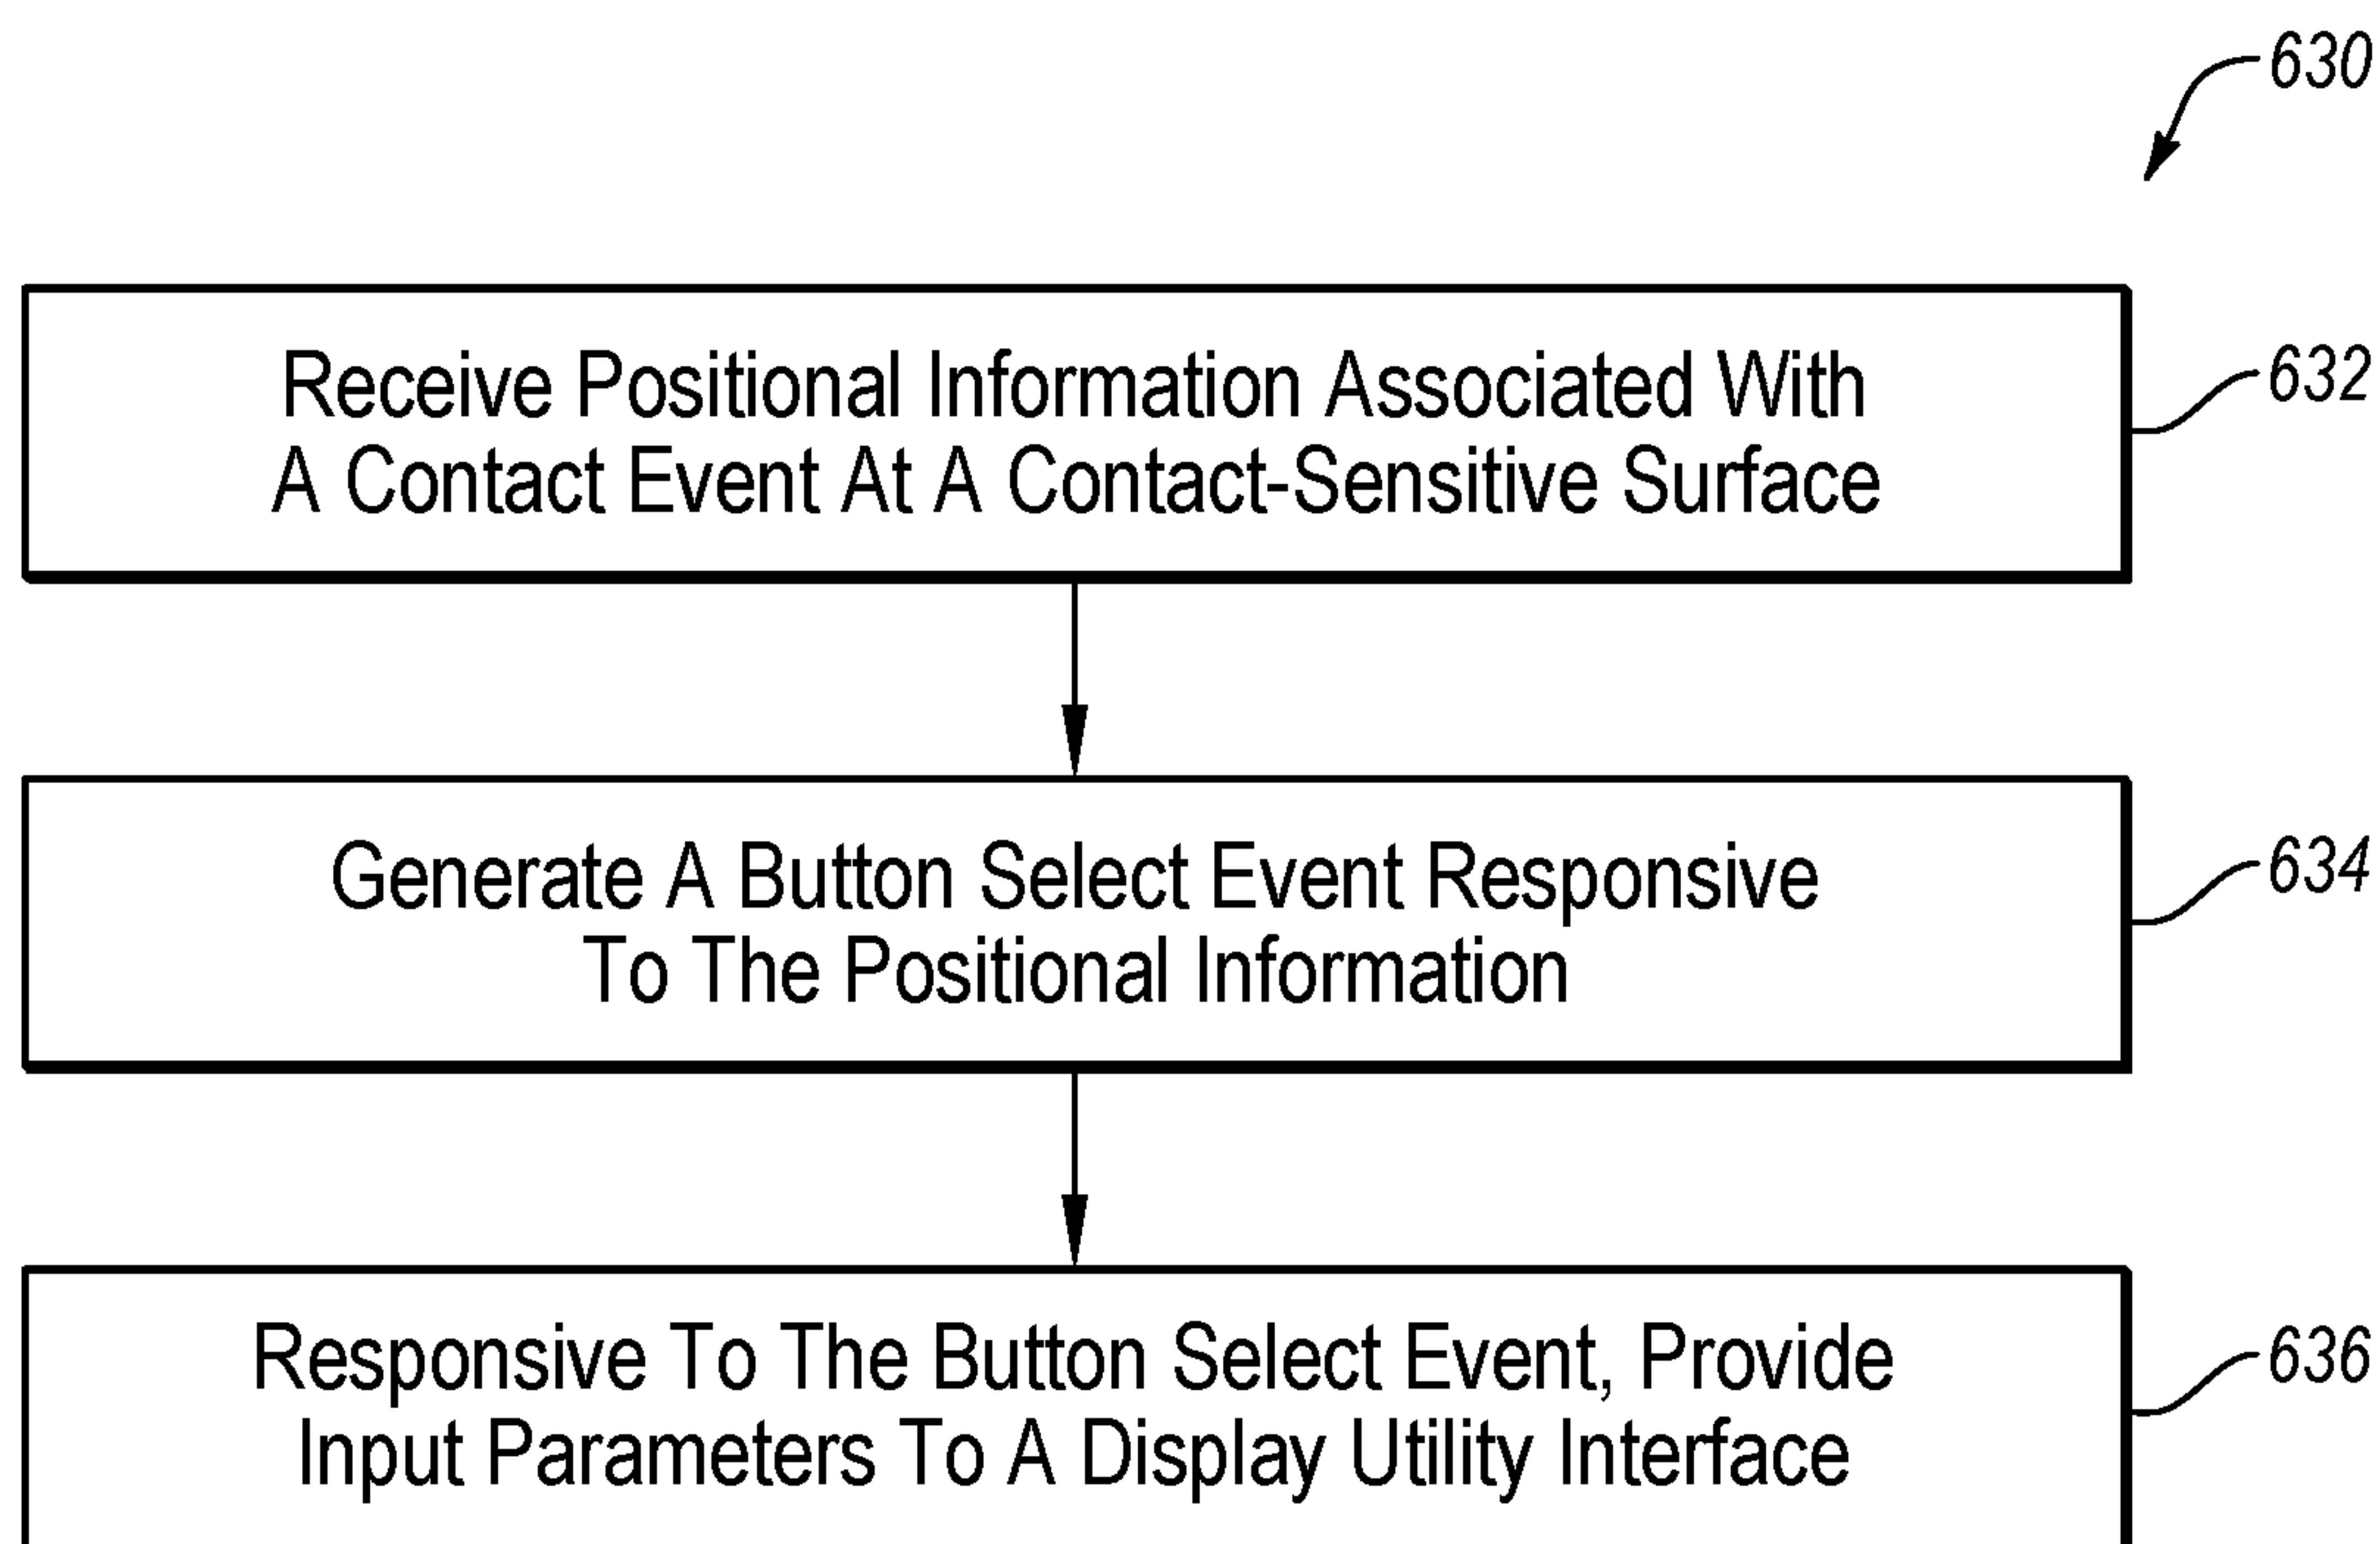 630
Receive Positional Information Associated With
A Contact Event At A Contact-Sensitive Surface
632
Generate A Button Select Event Responsive
To The Positional Information
634
Responsive To The Button Select Event, Provide
Input Parameters To A Display Utility Interface
636